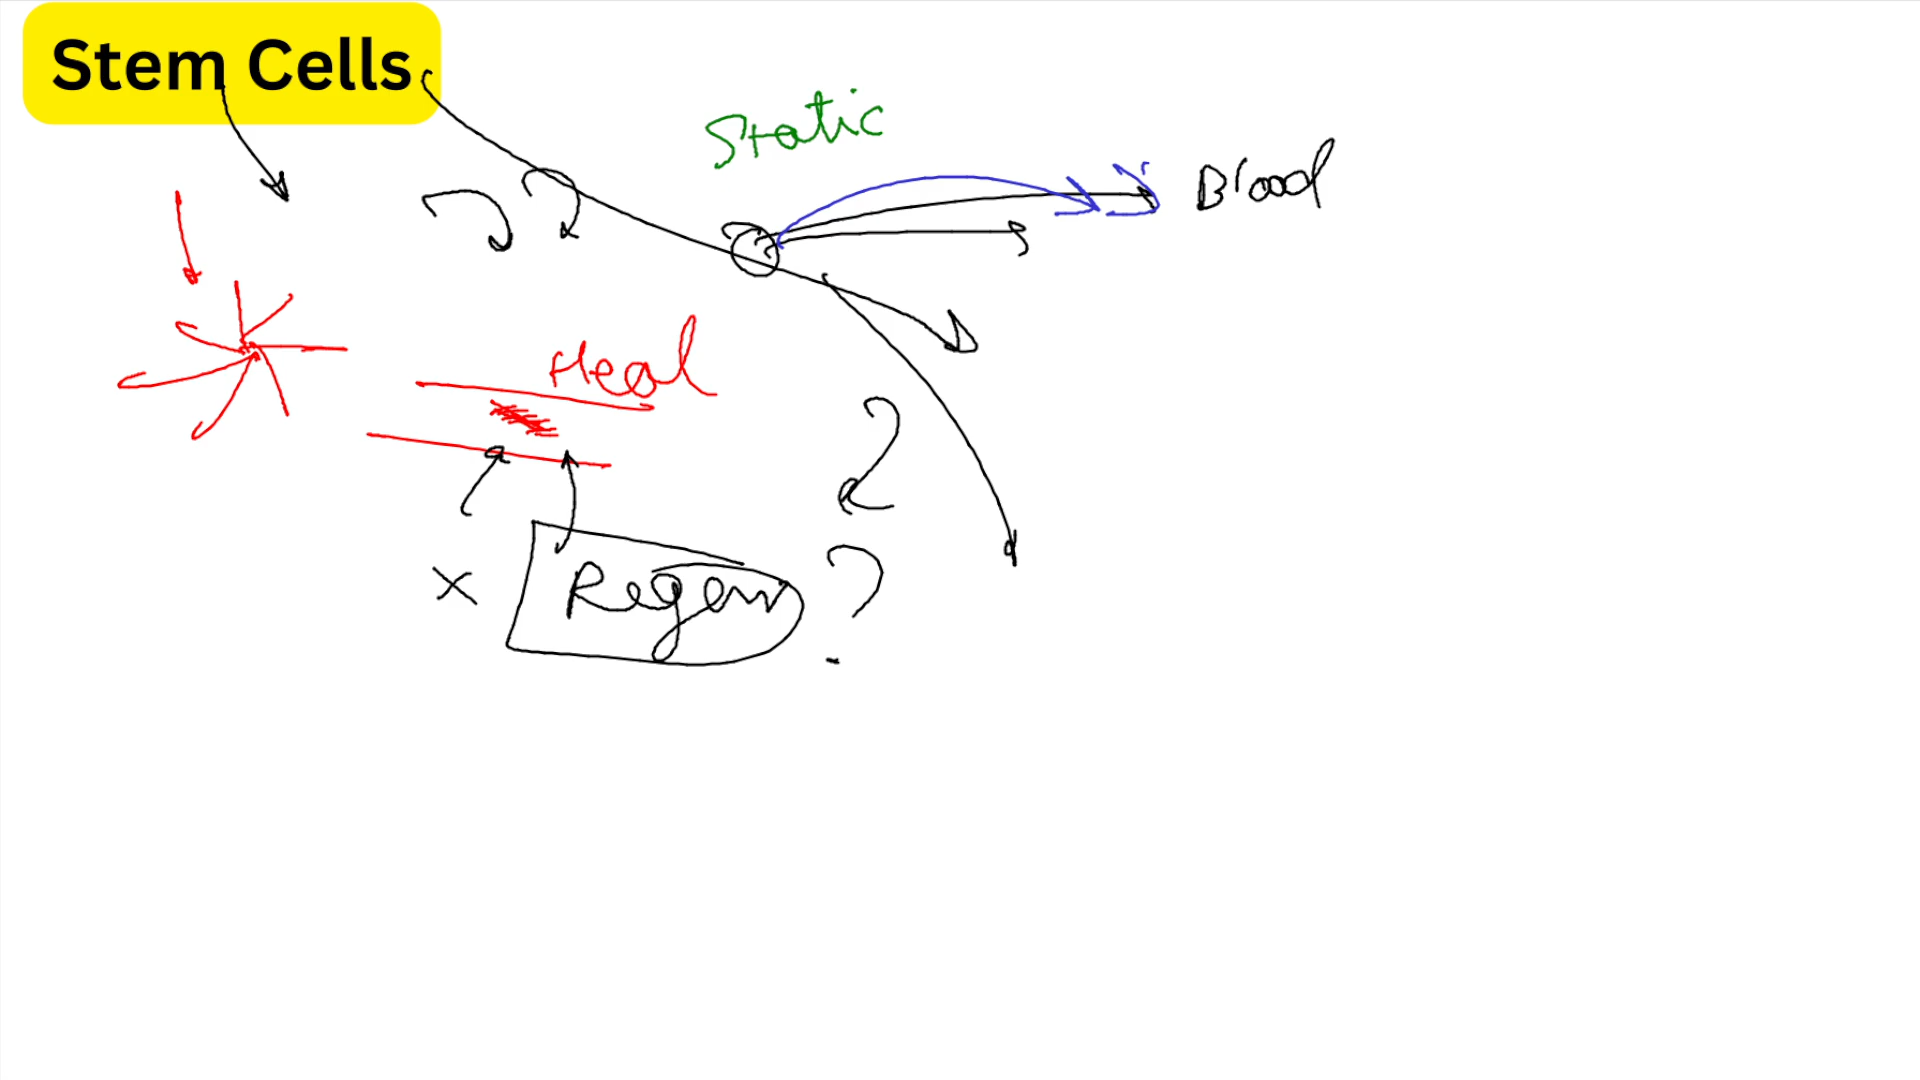 Stem Cells
Static
Blood
Heal
x Regen ?